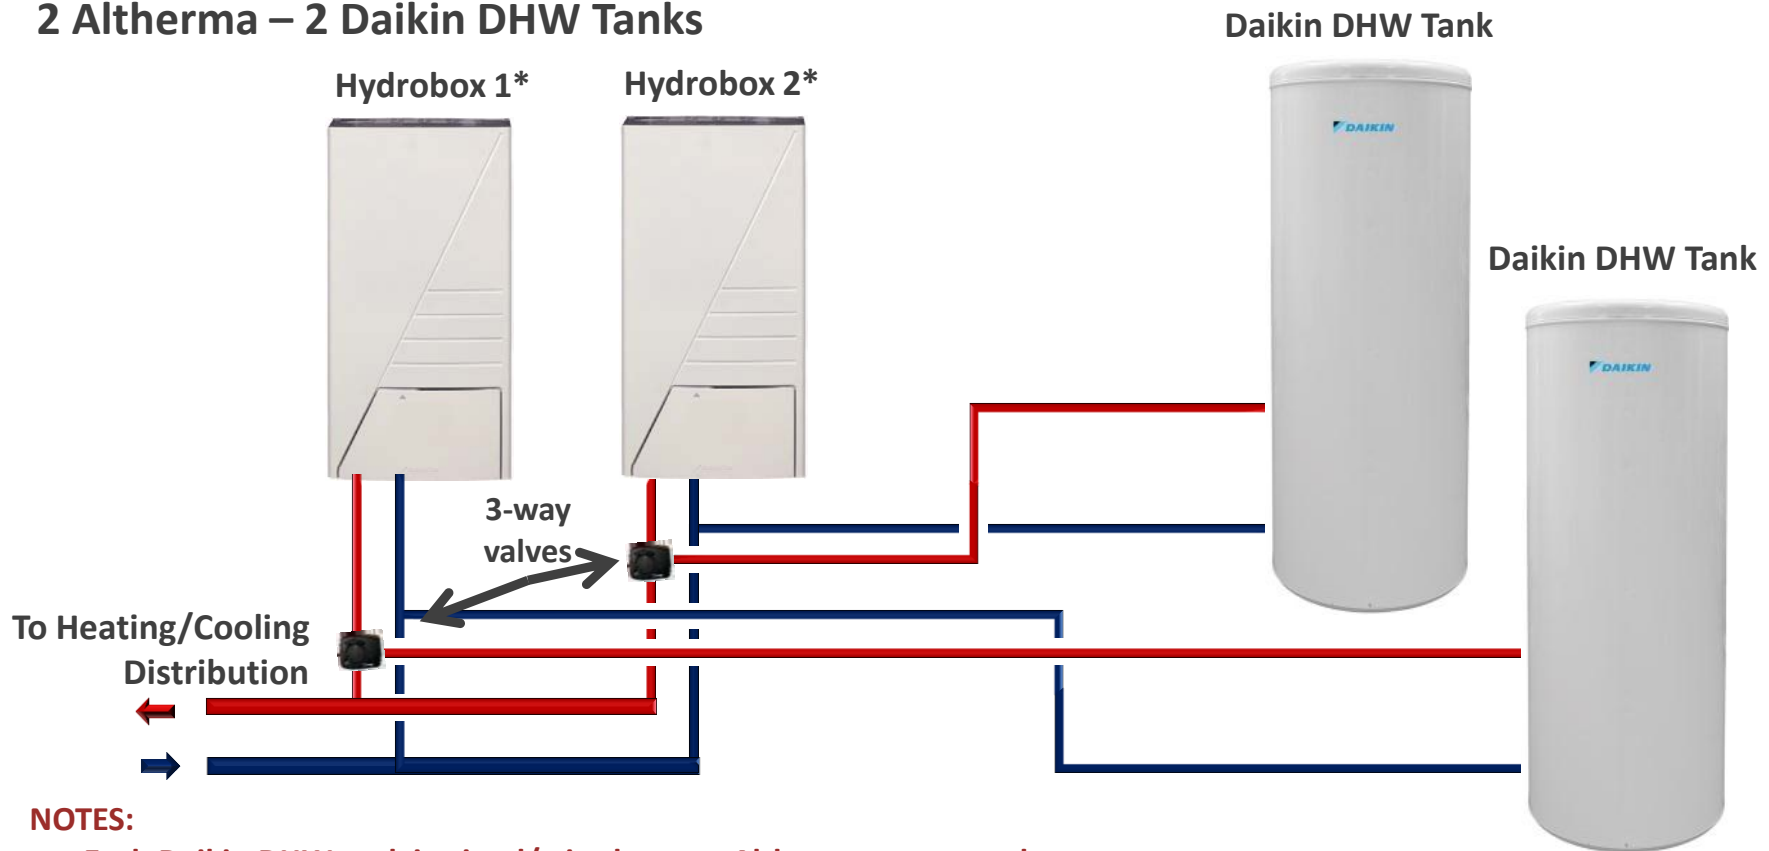 2 Altherma – 2 Daikin DHW Tanks
Daikin DHW Tank
Hydrobox 1*
Hydrobox 2*
DAIKIN
Daikin DHW Tank
DAIKIN
3-way
valves
To Heating/Cooling
Distribution
NOTES: